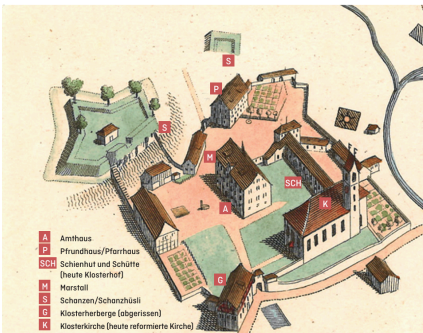 S
P
S
M
SCH
K
A
G
A Amthaus
P Pfrundhaus/Pfarrhaus
SCH Schienhut und Schütte
(heute Klosterhof)
M Marstall
S Schanzen/Schanzhüsli
G Klosterherberge (abgerissen)
K Klosterkirche (heute reformierte Kirche)